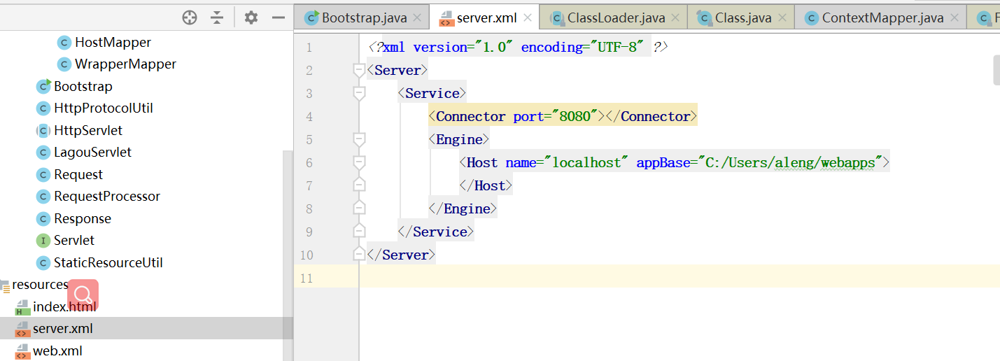 Bootstrap.java server.xml ClassLoader.java Class.java ContextMapper.java F
HostMapper
WrapperMapper
Bootstrap
HttpProtocolUtil
HttpServlet
LagouServlet
Request
RequestProcessor
Response
Servlet
StaticResourceUtil
resources
index.html
server.xml
web.xml
1 <?xml version="1.0" encoding="UTF-8" ?>
2 <Server>
3 <Service>
4 <Connector port="8080"></Connector>
5 <Engine>
6 <Host name="localhost" appBase="C:/Users/aleng/webapps">
7 </Host>
8 </Engine>
9 </Service>
10 </Server>
11